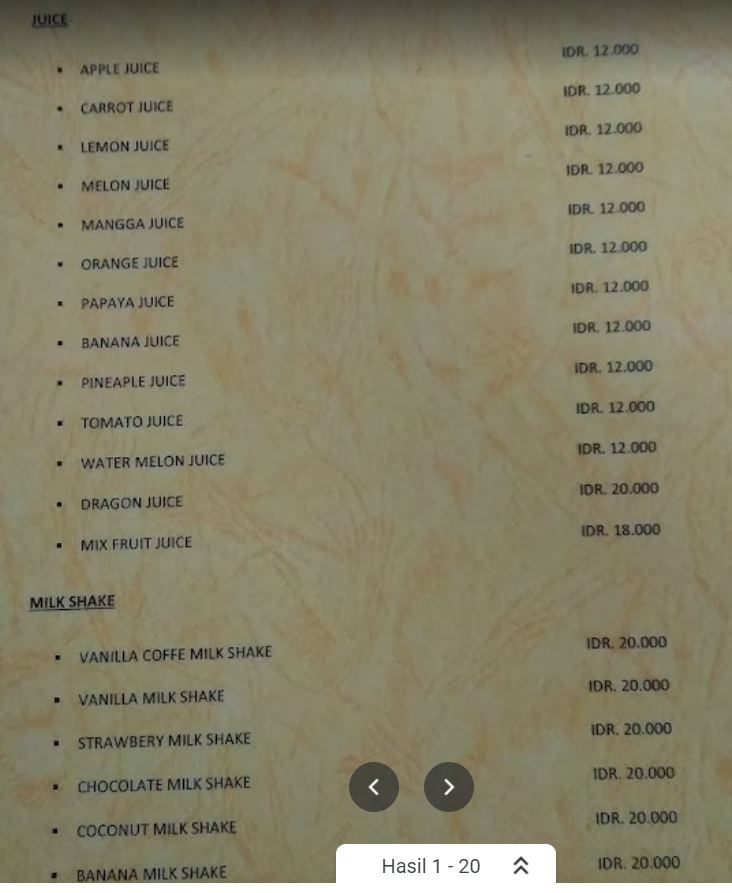 JUICE
▪ APPLE JUICE IDR. 12.000
▪ CARROT JUICE IDR. 12.000
▪ LEMON JUICE IDR. 12.000
▪ MELON JUICE IDR. 12.000
▪ MANGGA JUICE IDR. 12.000
▪ ORANGE JUICE IDR. 12.000
▪ PAPAYA JUICE IDR. 12.000
▪ BANANA JUICE IDR. 12.000
▪ PINEAPLE JUICE IDR. 12.000
▪ TOMATO JUICE IDR. 12.000
▪ WATER MELON JUICE IDR. 12.000
▪ DRAGON JUICE IDR. 20.000
▪ MIX FRUIT JUICE IDR. 18.000
MILK SHAKE
▪ VANILLA COFFE MILK SHAKE IDR. 20.000
▪ VANILLA MILK SHAKE IDR. 20.000
▪ STRAWBERY MILK SHAKE IDR. 20.000
▪ CHOCOLATE MILK SHAKE IDR. 20.000
▪ COCONUT MILK SHAKE IDR. 20.000
▪ BANANA MILK SHAKE IDR. 20.000
Hasil 1 - 20